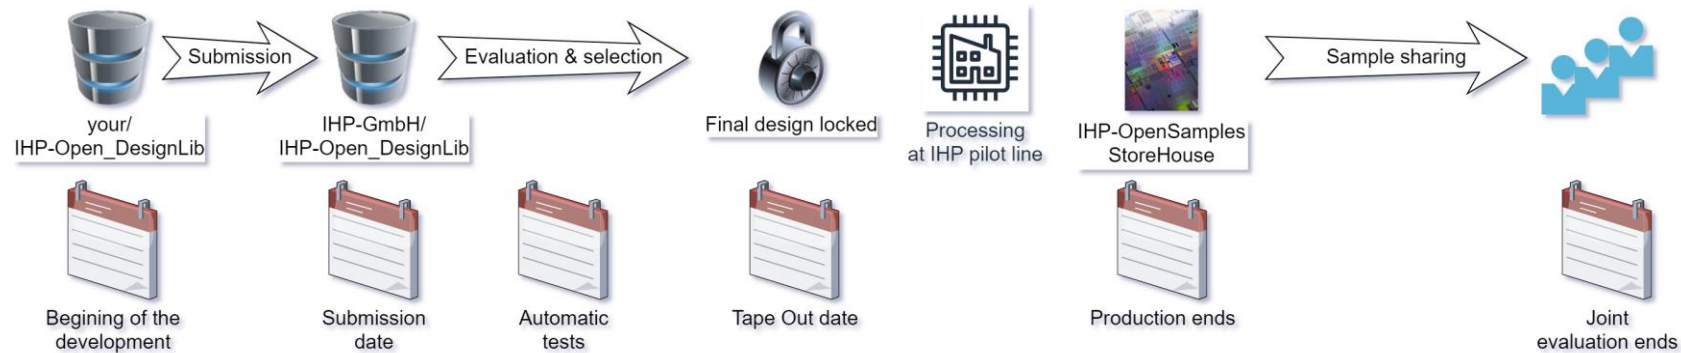 Submission
Evaluation & selection
Sample sharing
your/
IHP-Open_DesignLib
IHP-GmbH/
IHP-Open_DesignLib
Final design locked
Processing
at IHP pilot line
IHP-OpenSamples
StoreHouse
Begining of the
development
Submission
date
Automatic
tests
Tape Out date
Production ends
Joint
evaluation ends